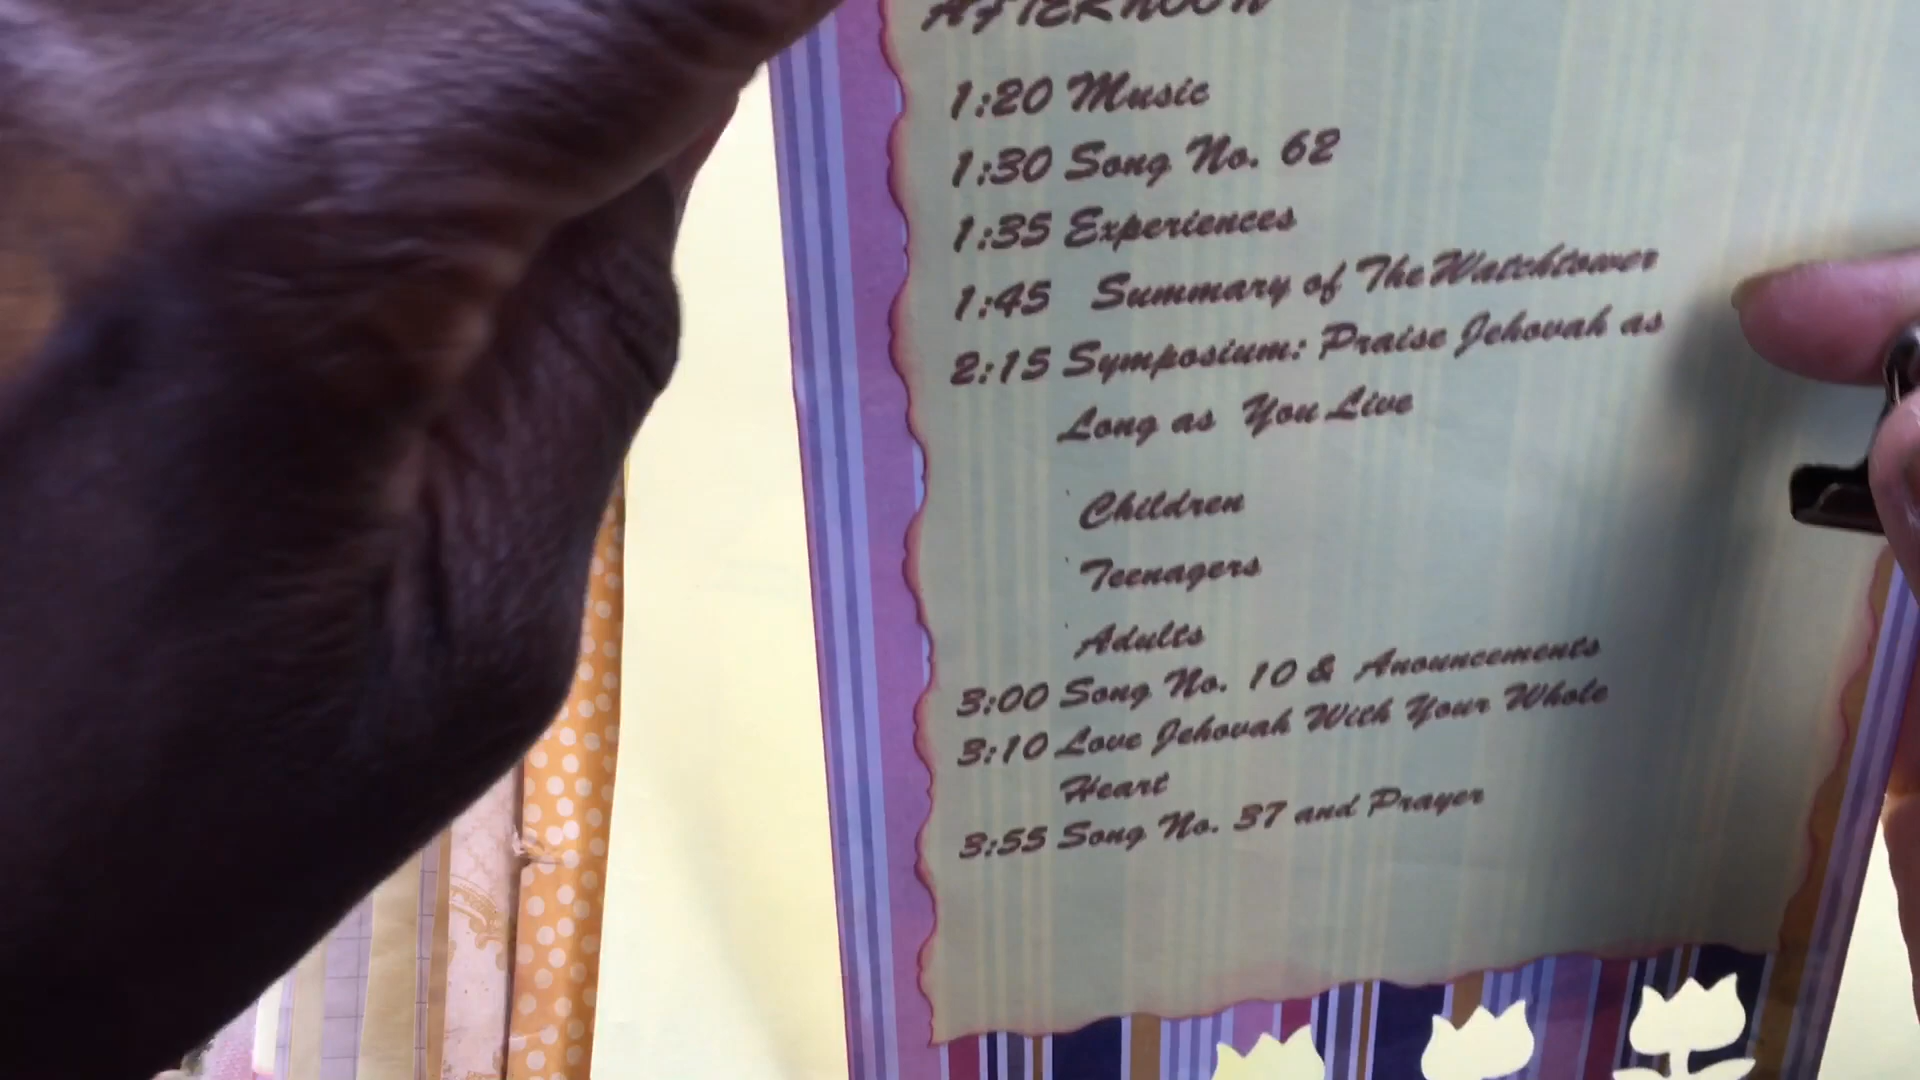 AFTERNOON
1:20 Music
1:30 Song No. 62
1:35 Experiences
1:45 Summary of The Watchtower
2:15 Symposium: Praise Jehovah as
Long as You Live
Children
Teenagers
Adults
3:00 Song No. 10 & Anouncements
3:10 Love Jehovah With Your Whole
Heart
3:55 Song No. 37 and Prayer